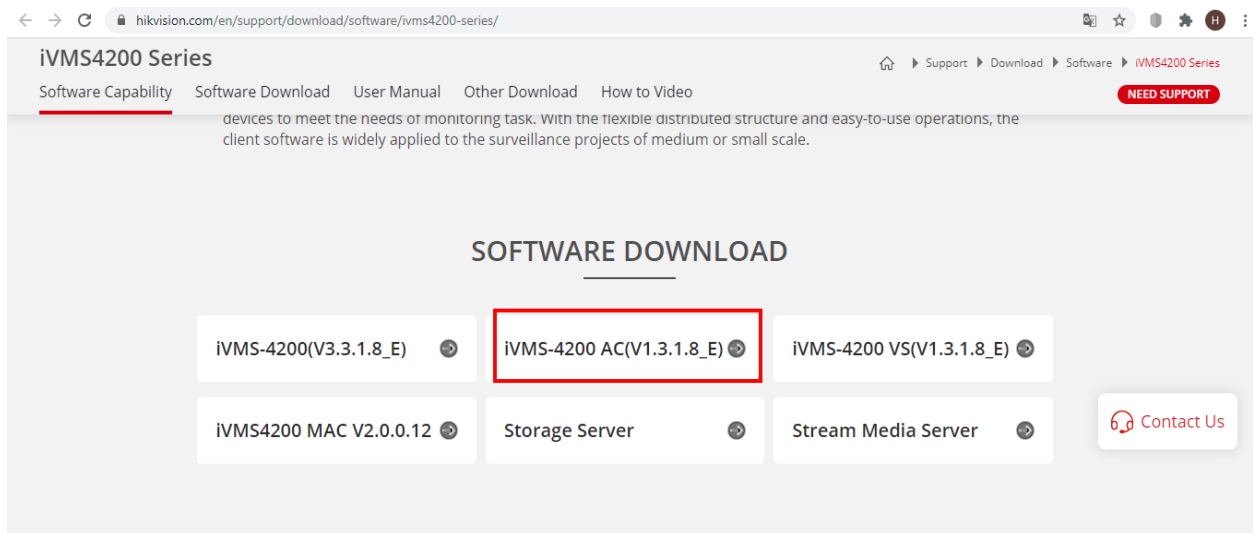 hikvision.com/en/support/download/software/ivms4200-series/
H
iVMS4200 Series
Support Download Software iVMS4200 Series
Software Capability Software Download User Manual Other Download How to Video
NEED SUPPORT
devices to meet the needs of monitoring task. With the flexible distributed structure and easy-to-use operations, the
client software is widely applied to the surveillance projects of medium or small scale.
SOFTWARE DOWNLOAD
iVMS-4200(V3.3.1.8_E) iVMS-4200 AC(V1.3.1.8_E) iVMS-4200 VS(V1.3.1.8_E)
iVMS4200 MAC V2.0.0.12 Storage Server Stream Media Server
Contact Us